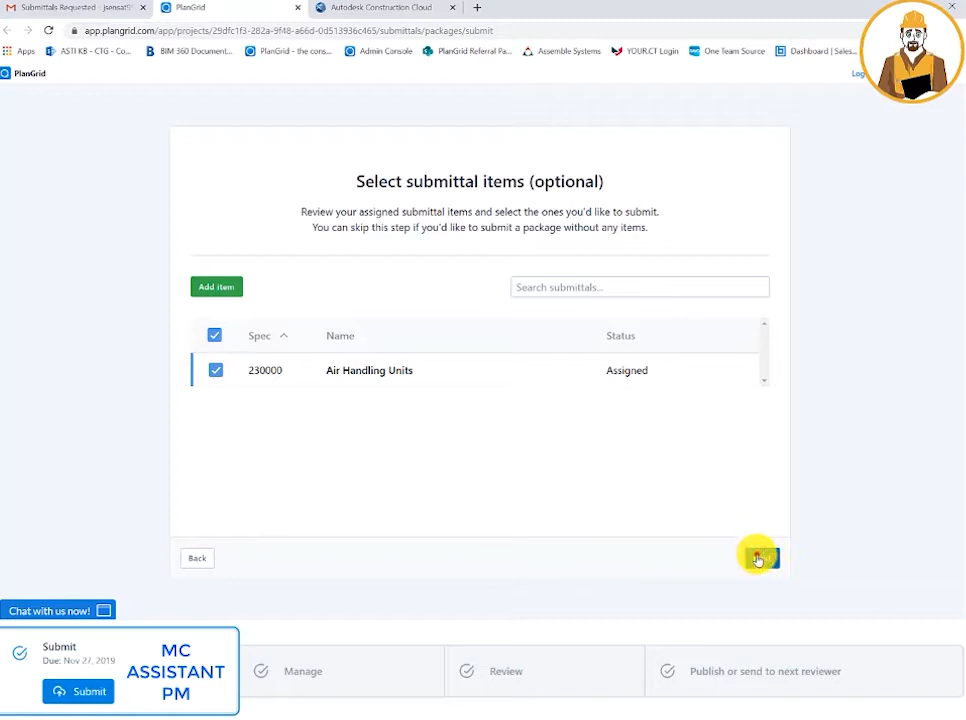 Submittals Requested - jsensat9
PlanGrid
Autodesk Construction Cloud
app.plangrid.com/app/projects/29dfc1f3-282a-9f48-a66d-0d513936c465/submittals/packages/submit
Apps
ASTI KB - CTG - Co...
BIM 360 Document...
PlanGrid - the cons...
Admin Console
PlanGrid Referral Pa...
Assemble Systems
YOUR.CT Login
One Team Source
Dashboard | Sales...
PlanGrid
Log
Select submittal items (optional)
Review your assigned submittal items and select the ones you'd like to submit.
You can skip this step if you'd like to submit a package without any items.
Add item
Search submittals...
Spec
Name
Status
230000
Air Handling Units
Assigned
Back
Chat with us now!
Submit
Due: Nov 27, 2019
Submit
MC
ASSISTANT
PM
Manage
Review
Publish or send to next reviewer